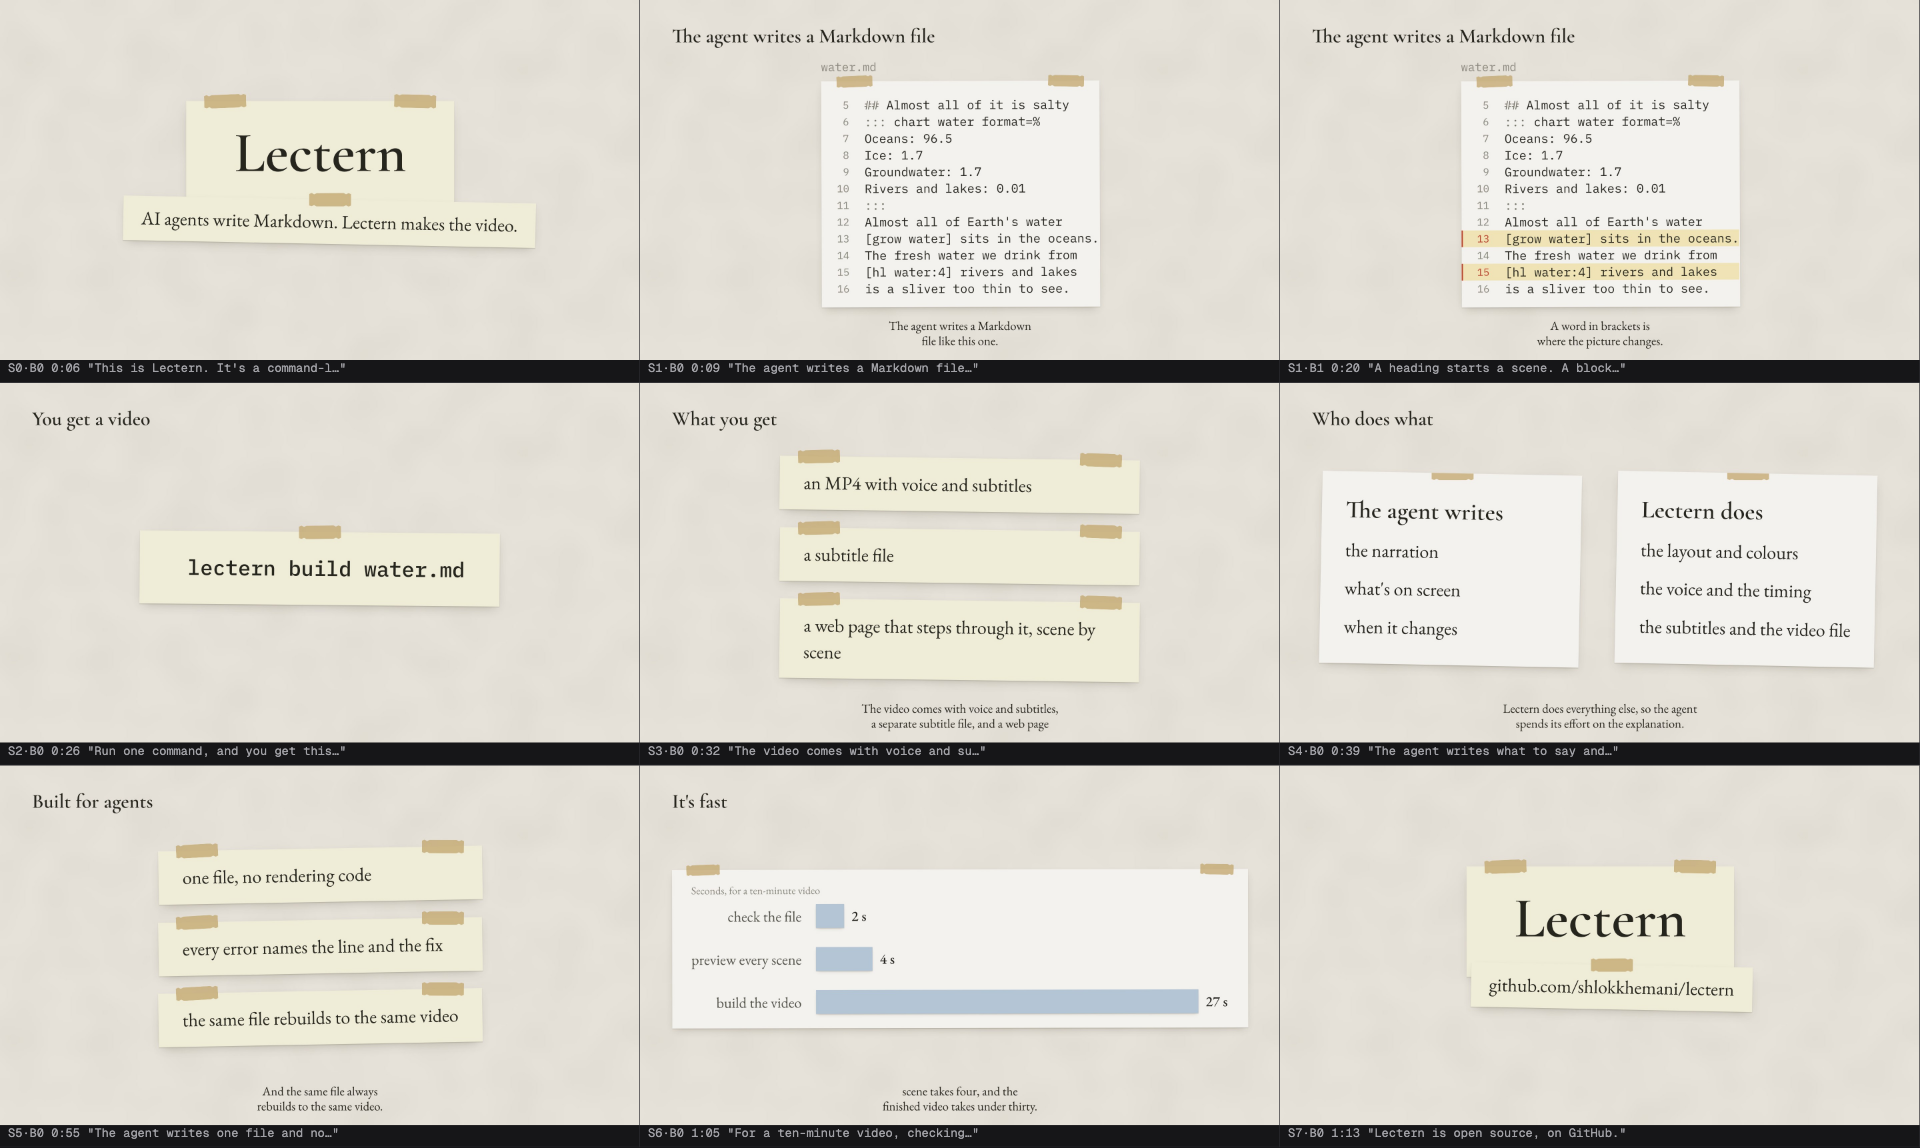 Lectern
AI agents write Markdown. Lectern makes the video.
S0·B0 0:06 "This is Lectern. It's a command-l…"
The agent writes a Markdown file
water.md
5 ## Almost all of it is salty
6 ::: chart water format=%
7 Oceans: 96.5
8 Ice: 1.7
9 Groundwater: 1.7
10 Rivers and lakes: 0.01
11 :::
12 Almost all of Earth's water
13 [grow water] sits in the oceans.
14 The fresh water we drink from
15 [hl water:4] rivers and lakes
16 is a sliver too thin to see.
The agent writes a Markdown
file like this one.
S1·B0 0:09 "The agent writes a Markdown file…"
The agent writes a Markdown file
water.md
5 ## Almost all of it is salty
6 ::: chart water format=%
7 Oceans: 96.5
8 Ice: 1.7
9 Groundwater: 1.7
10 Rivers and lakes: 0.01
11 :::
12 Almost all of Earth's water
13 [grow water] sits in the oceans.
14 The fresh water we drink from
15 [hl water:4] rivers and lakes
16 is a sliver too thin to see.
A word in brackets is
where the picture changes.
S1·B1 0:20 "A heading starts a scene. A block…"
You get a video
lectern build water.md
S2·B0 0:26 "Run one command, and you get this…"
What you get
an MP4 with voice and subtitles
a subtitle file
a web page that steps through it, scene by
scene
The video comes with voice and subtitles,
a separate subtitle file, and a web page
S3·B0 0:32 "The video comes with voice and su…"
Who does what
The agent writes
the narration
what's on screen
when it changes
Lectern does
the layout and colours
the voice and the timing
the subtitles and the video file
Lectern does everything else, so the agent
spends its effort on the explanation.
S4·B0 0:39 "The agent writes what to say and…"
Built for agents
one file, no rendering code
every error names the line and the fix
the same file rebuilds to the same video
And the same file always
rebuilds to the same video.
S5·B0 0:55 "The agent writes one file and no…"
It's fast
Seconds, for a ten-minute video
check the file 2 s
preview every scene 4 s
build the video 27 s
scene takes four, and the
finished video takes under thirty.
S6·B0 1:05 "For a ten-minute video, checking…"
Lectern
github.com/shlokkhemani/lectern
S7·B0 1:13 "Lectern is open source, on GitHub."